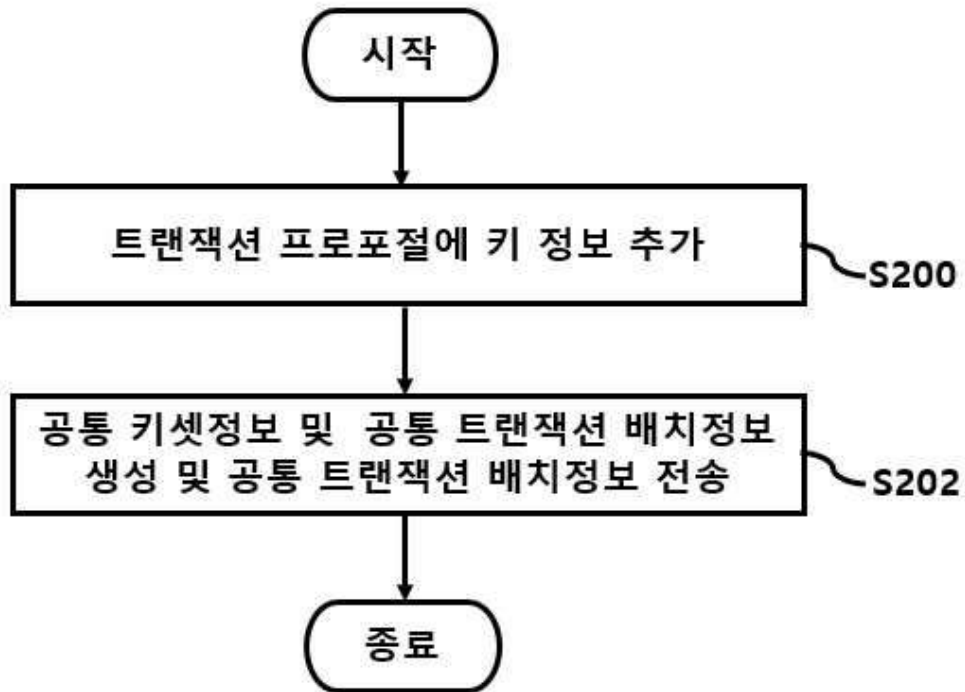 시작
트랜잭션 프로포절에 키 정보 추가
S200
공통 키셋정보 및 공통 트랜잭션 배치정보
생성 및 공통 트랜잭션 배치정보 전송
S202
종료